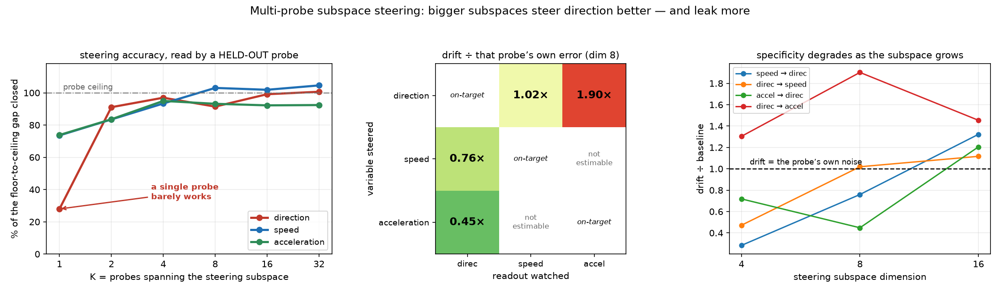 Multi-probe subspace steering: bigger subspaces steer direction better — and leak more
steering accuracy, read by a HELD-OUT probe
% of the floor-to-ceiling gap closed
100
80
60
40
20
0
probe ceiling
a single probe
barely works
direction
speed
acceleration
1 2 4 8 16 32
K = probes spanning the steering subspace
drift ÷ that probe’s own error (dim 8)
variable steered
direction
speed
acceleration
on-target
1.02×
1.90×
0.76×
on-target
not
estimable
0.45×
not
estimable
on-target
direc speed accel
readout watched
specificity degrades as the subspace grows
drift ÷ baseline
1.8
1.6
1.4
1.2
1.0
0.8
0.6
0.4
speed → direc
direc → speed
accel → direc
direc → accel
drift = the probe’s own noise
4 8 16
steering subspace dimension